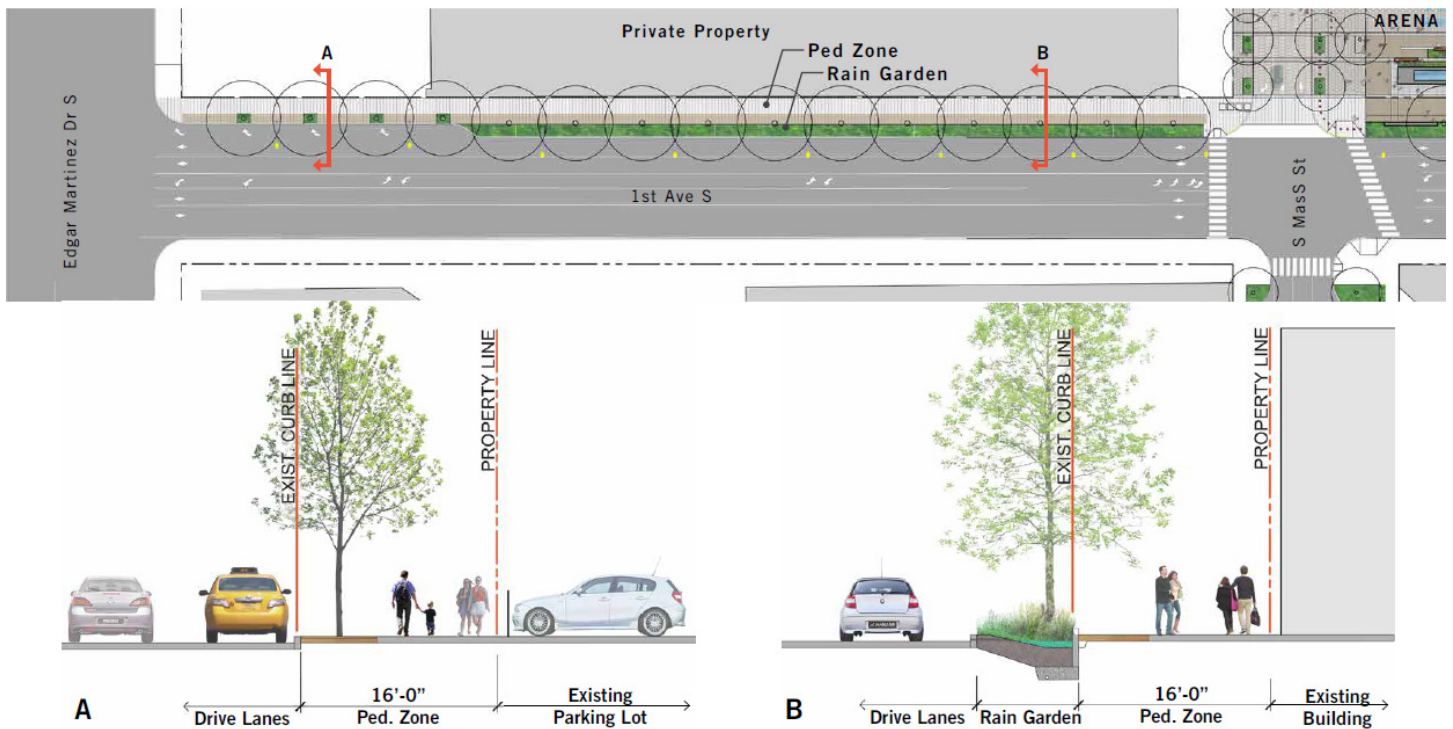 ARENA
Private Property
A
B
Ped Zone
Rain Garden
Edgar Martinez Dr S
1st Ave S
S MasS St
EXIST. CURB LINE
PROPERTY LINE
EXIST. CURB LINE
PROPERTY LINE
A
Drive Lanes
16'-0"
Ped. Zone
Existing
Parking Lot
B
Drive Lanes
Rain Garden
16'-0"
Ped. Zone
Existing
Building